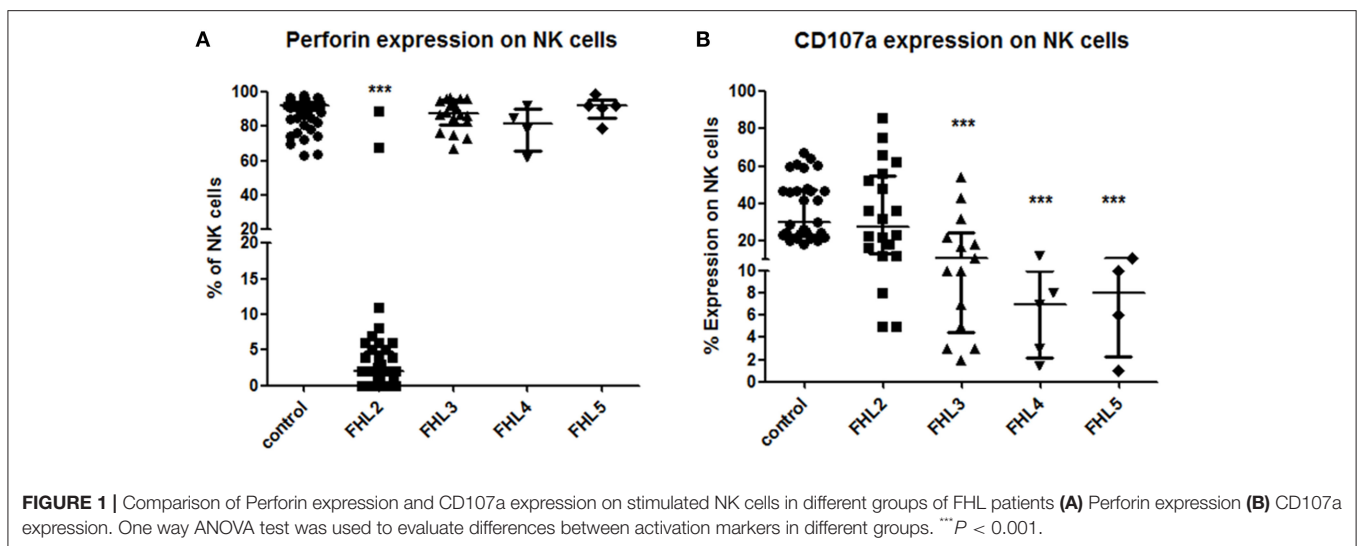 A Perforin expression on NK cells
% of NK cells
100
80
60
40
20
20
15
10
5
0
***
control FHL2 FHL3 FHL4 FHL5
B CD107a expression on NK cells
% Expression on NK cells
100
80
60
40
20
10
8
6
4
2
0
*** *** ***
control FHL2 FHL3 FHL4 FHL5
FIGURE 1 | Comparison of Perforin expression and CD107a expression on stimulated NK cells in different groups of FHL patients (A) Perforin expression (B) CD107a
expression. One way ANOVA test was used to evaluate differences between activation markers in different groups. ***P < 0.001.